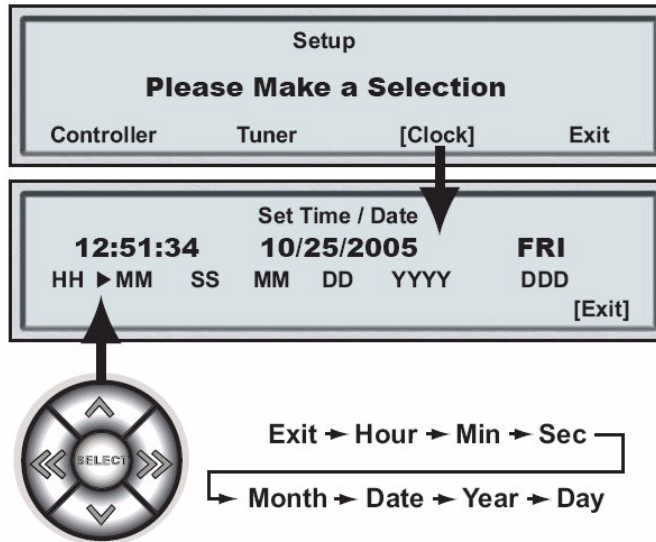 Setup
Please Make a Selection
Controller Tuner [Clock] Exit
Set Time / Date
12:51:34 10/25/2005 FRI
HH ▶MM SS MM DD YYYY DDD
[Exit]
SELECT
Exit → Hour → Min → Sec
→ Month → Date → Year → Day